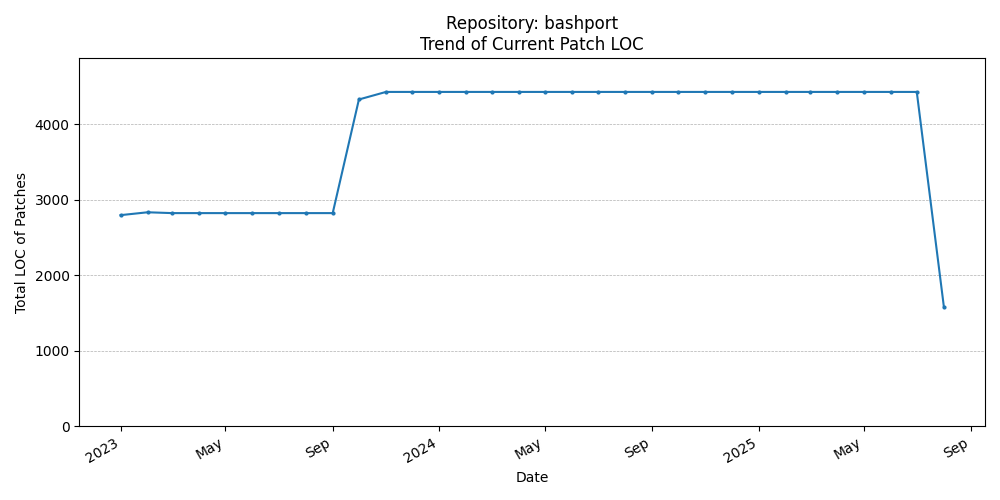 Repository: bashport
Trend of Current Patch LOC
Total LOC of Patches
4000
3000
2000
1000
0
2023
May
Sep
2024
May
Sep
2025
May
Sep
Date